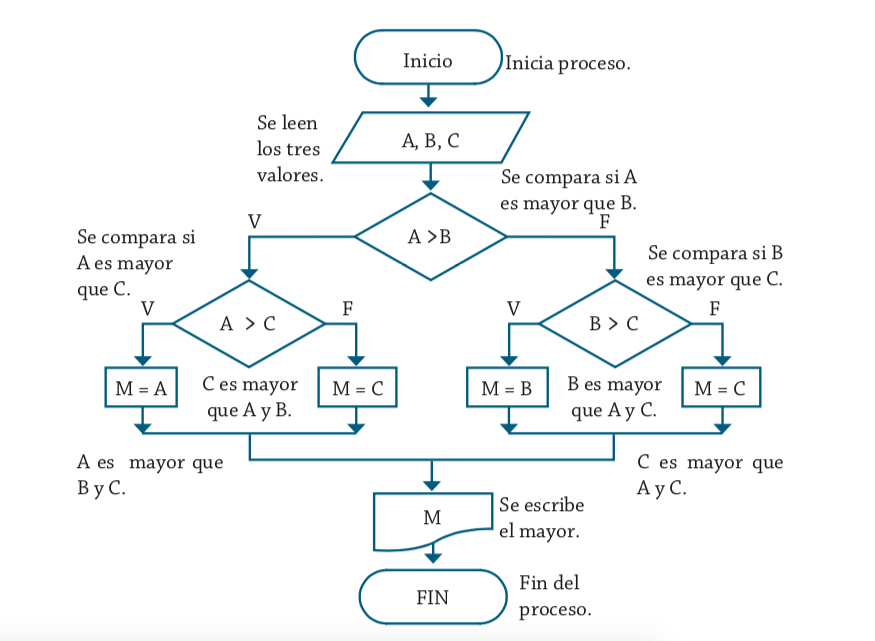 Inicio
Inicia proceso.
Se leen
los tres
valores.
A, B, C
Se compara si A
es mayor que B.
V
A >B
F
Se compara si
A es mayor
que C.
Se compara si B
es mayor que C.
V
A > C
F
V
B > C
F
M = A
C es mayor
que A y B.
M = C
M = B
B es mayor
que A y C.
M = C
A es mayor que
B y C.
C es mayor que
A y C.
M
Se escribe
el mayor.
FIN
Fin del
proceso.